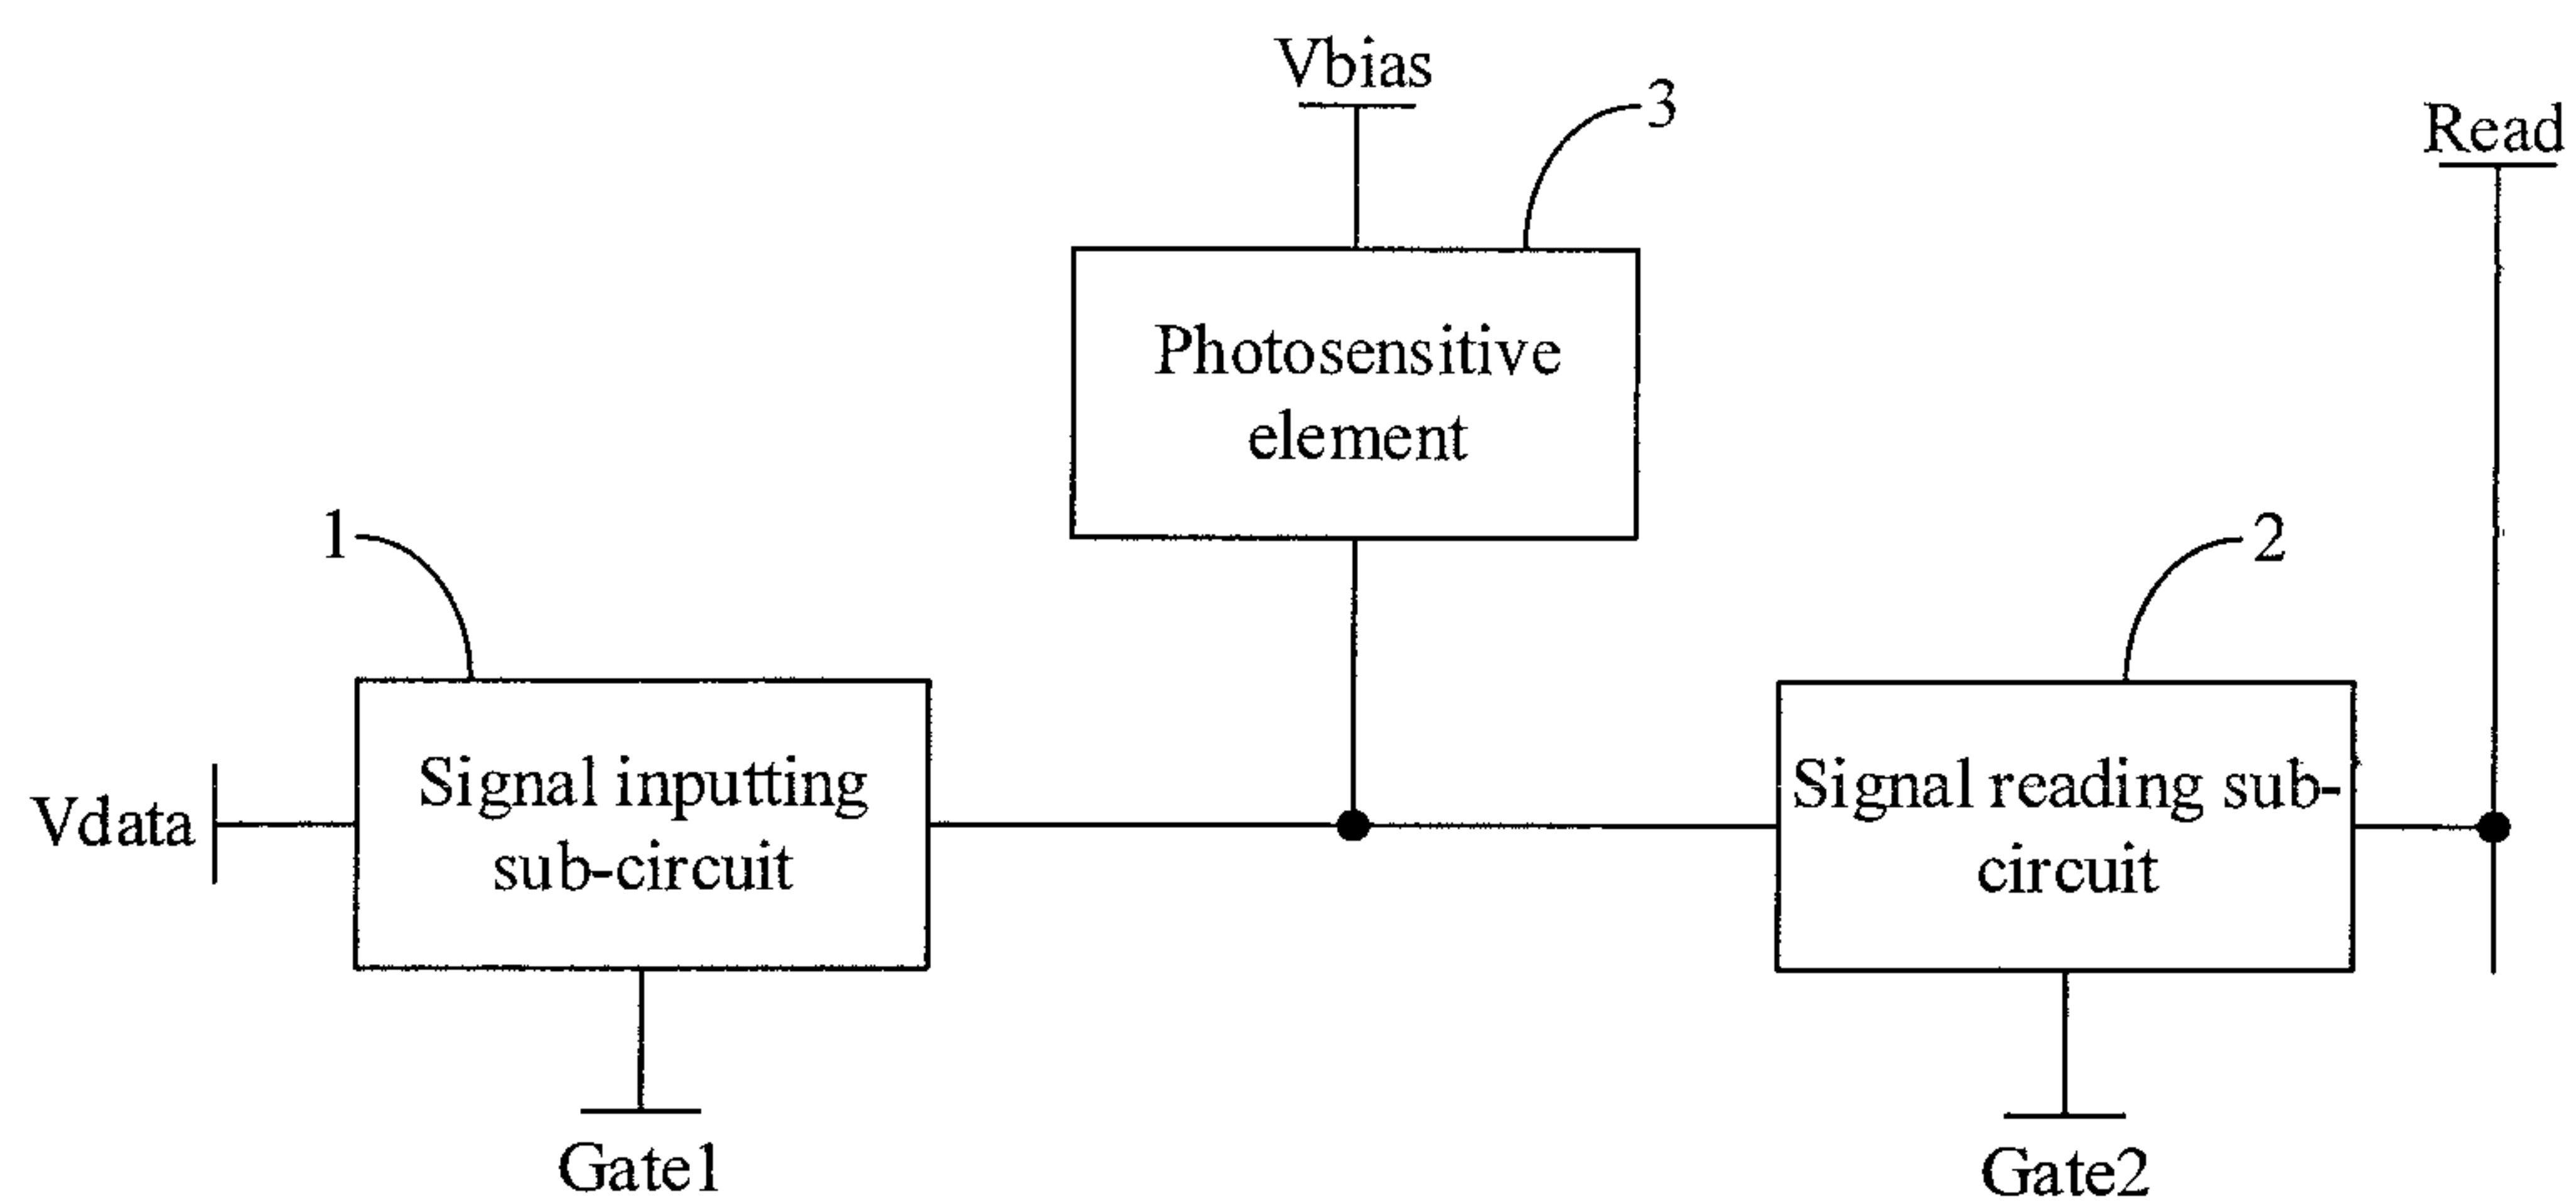 Vbias
3
Read
Photosensitive
element
1
2
Vdata
Signal inputting
sub-circuit
Signal reading sub-
circuit
Gate1
Gate2